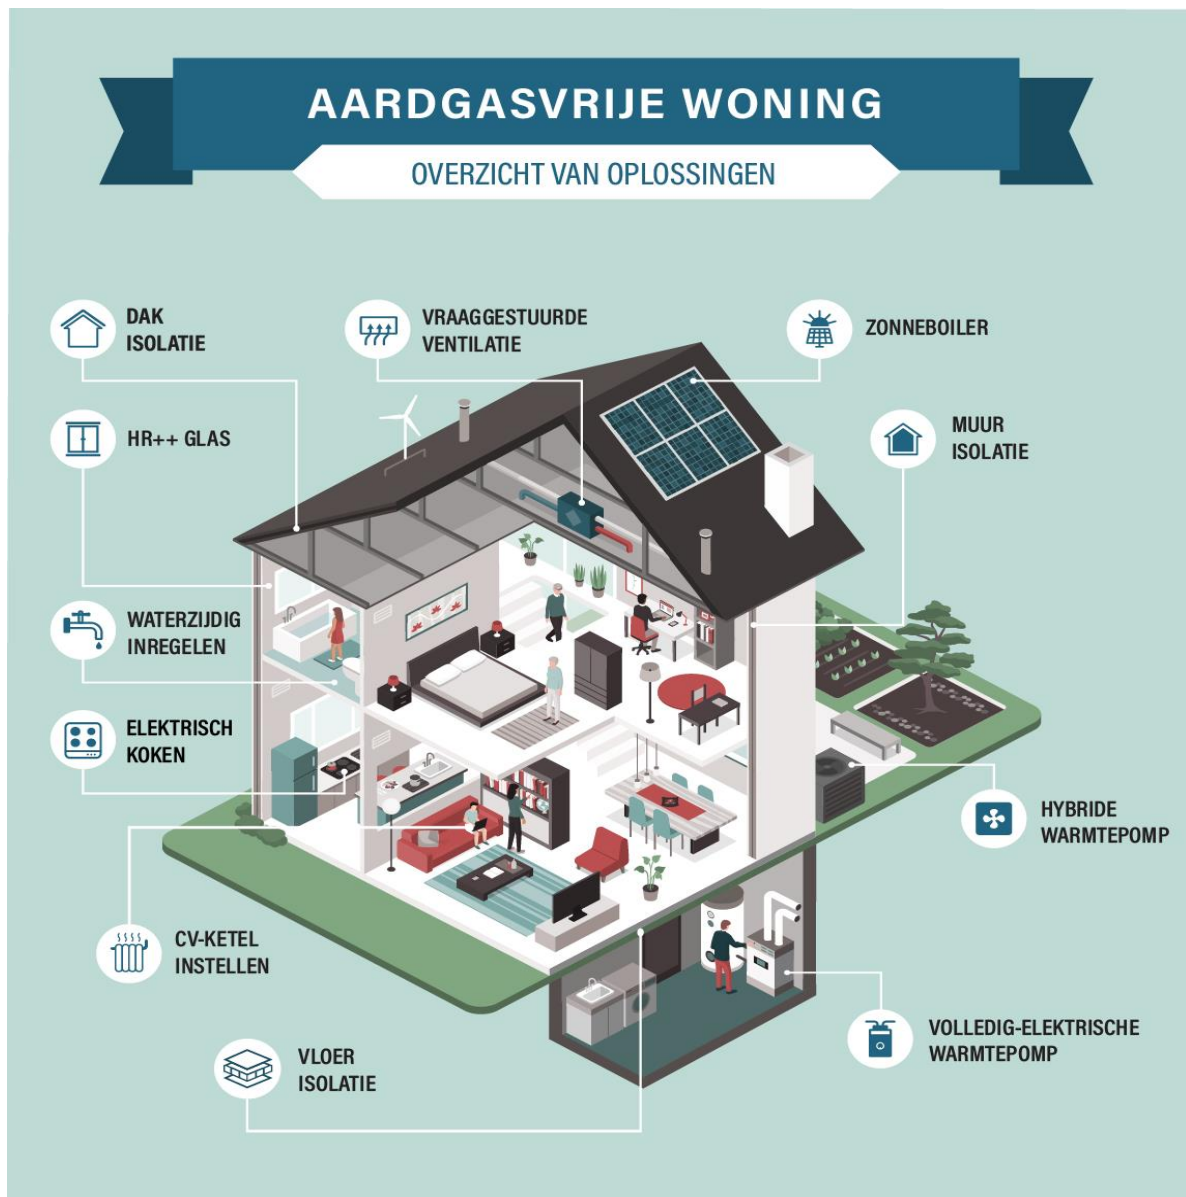 AARDGASVRIJE WONING
OVERZICHT VAN OPLOSSINGEN
DAK
ISOLATIE
VRAAGGESTUURDE
VENTILATIE
ZONNEBOILER
HR++ GLAS
MUUR
ISOLATIE
WATERZIJDIG
INREGELEN
ELEKTRISCH
KOKEN
HYBRIDE
WARMTEPOMP
CV-KETEL
INSTELLEN
VOLLEDIG-ELEKTRISCHE
WARMTEPOMP
VLOER
ISOLATIE